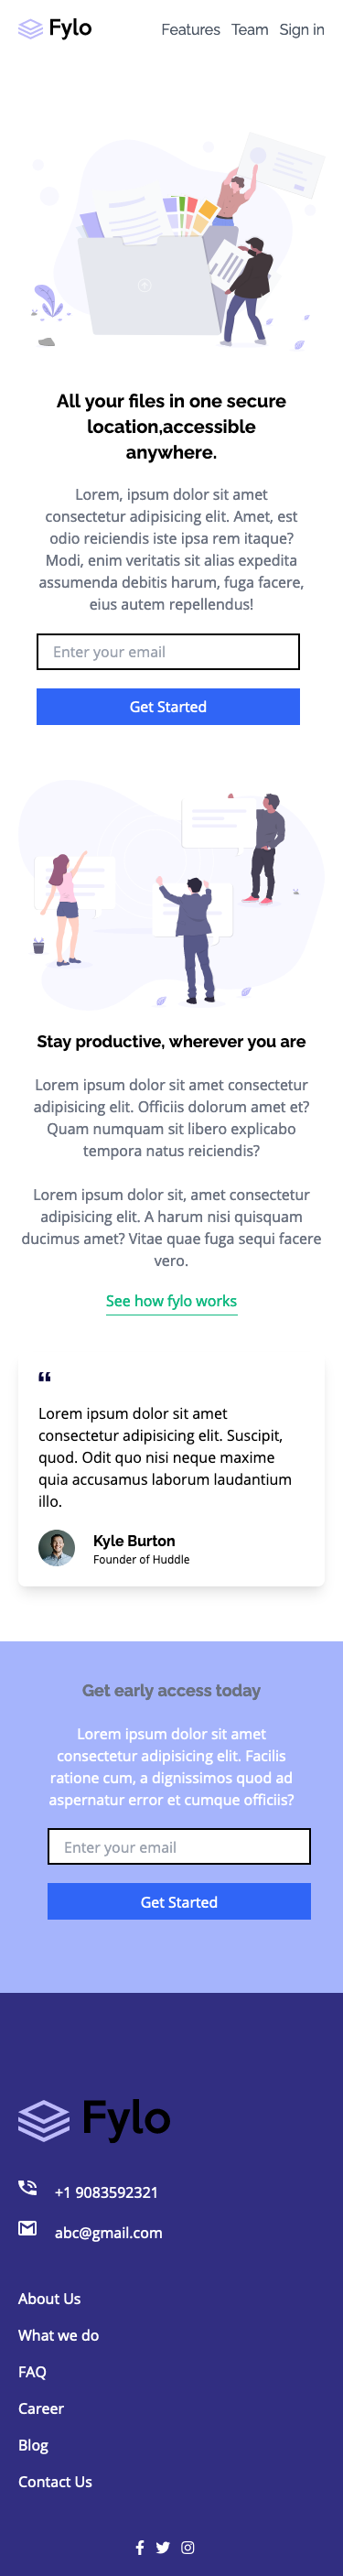 Fylo Features Team Sign in
All your files in one secure
location,accessible
anywhere.
Lorem, ipsum dolor sit amet
consectetur adipisicing elit. Amet, est
odio reiciendis iste ipsa rem itaque?
Modi, enim veritatis sit alias expedita
assumenda debitis harum, fuga facere,
eius autem repellendus!
Enter your email
Get Started
Stay productive, wherever you are
Lorem ipsum dolor sit amet consectetur
adipisicing elit. Officiis dolorum amet et?
Quam numquam sit libero explicabo
tempora natus reiciendis?
Lorem ipsum dolor sit, amet consectetur
adipisicing elit. A harum nisi quisquam
ducimus amet? Vitae quae fuga sequi facere
vero.
See how fylo works
“
Lorem ipsum dolor sit amet
consectetur adipisicing elit. Suscipit,
quod. Odit quo nisi neque maxime
quia accusamus laborum laudantium
illo.
Kyle Burton
Founder of Huddle
Get early access today
Lorem ipsum dolor sit amet
consectetur adipisicing elit. Facilis
ratione cum, a dignissimos quod ad
aspernatur error et cumque officiis?
Enter your email
Get Started
Fylo
+1 9083592321
abc@gmail.com
About Us
What we do
FAQ
Career
Blog
Contact Us